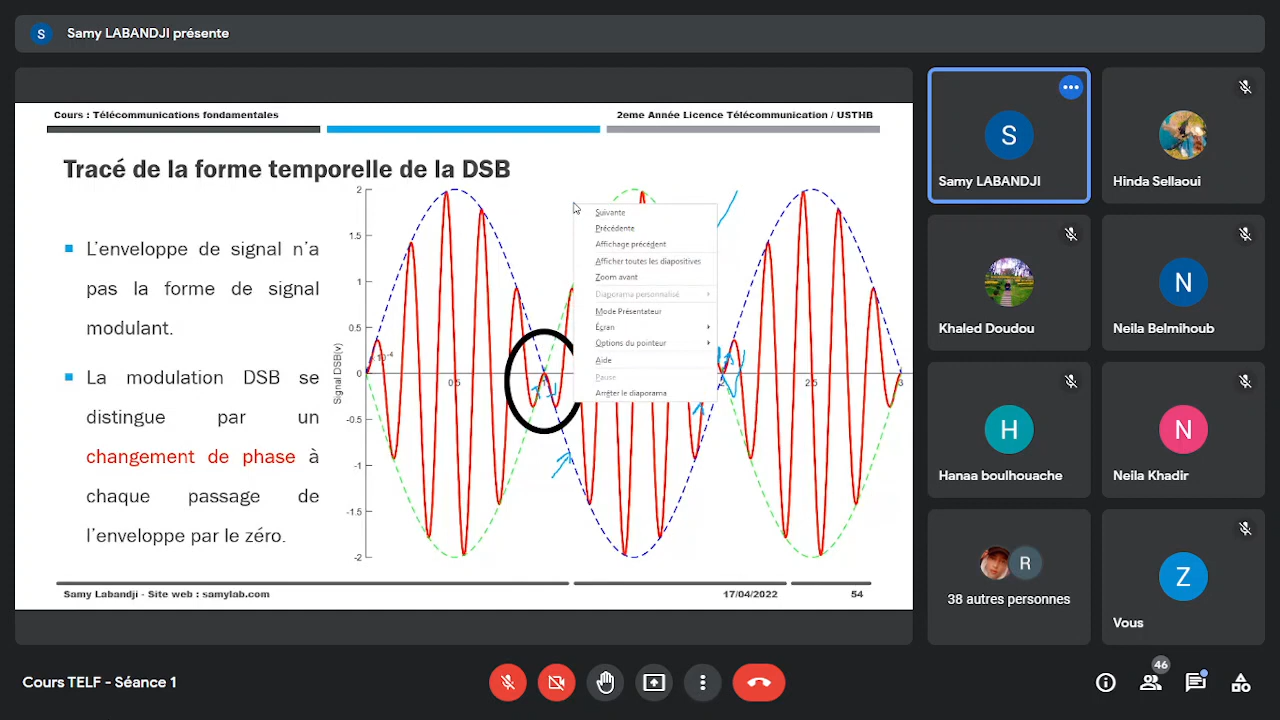 S Samy LABANDJI présente
Cours : Télécommunications fondamentales
2eme Année Licence Télécommunication / USTHB
Tracé de la forme temporelle de la DSB
L'enveloppe de signal n'a
pas la forme de signal
modulant.
La modulation DSB se
distingue par un
changement de phase à
chaque passage de
l'enveloppe par le zéro.
Signal DSB(v)
2
1.5
1
0.5
0
-0.5
-1
-1.5
-2
×10-4
0.5
1
2
2.5
3
Suivante
Précédente
Affichage précédent
Afficher toutes les diapositives
Zoom avant
Diaporama personnalisé
Mode Présentateur
Écran
Options du pointeur
Aide
Pause
Arrêter le diaporama
Samy Labandji - Site web : samylab.com
17/04/2022
54
S
Samy LABANDJI
Hinda Sellaoui
Khaled Doudou
N
Neila Belmihoub
H
Hanaa boulhouache
N
Neila Khadir
R
38 autres personnes
Z
Vous
Cours TELF - Séance 1
46